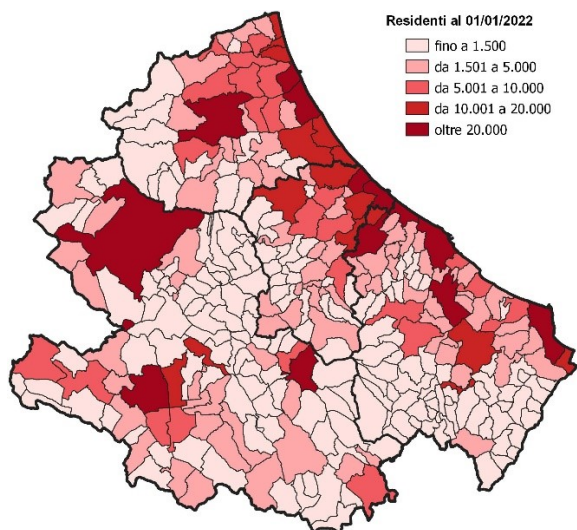 Residenti al 01/01/2022
fino a 1.500
da 1.501 a 5.000
da 5.001 a 10.000
da 10.001 a 20.000
oltre 20.000